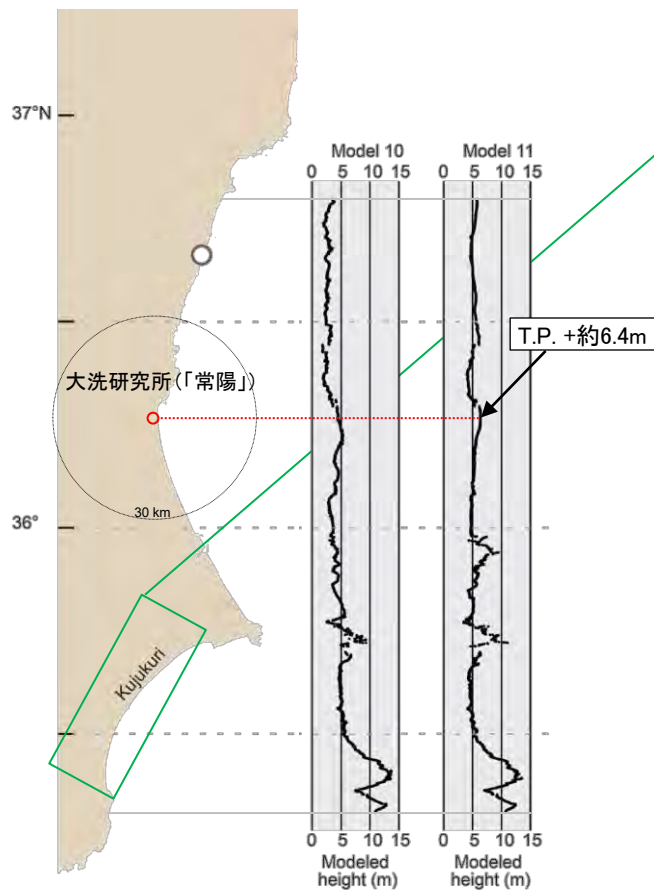 37°N
Model 10
Model 11
0 5 10 15
0 5 10 15
T.P. +約6.4m
大洗研究所(「常陽」)
30 km
36°
Kujukuri
0 5 10 15
0 5 10 15
Modeled
height (m)
Modeled
height (m)